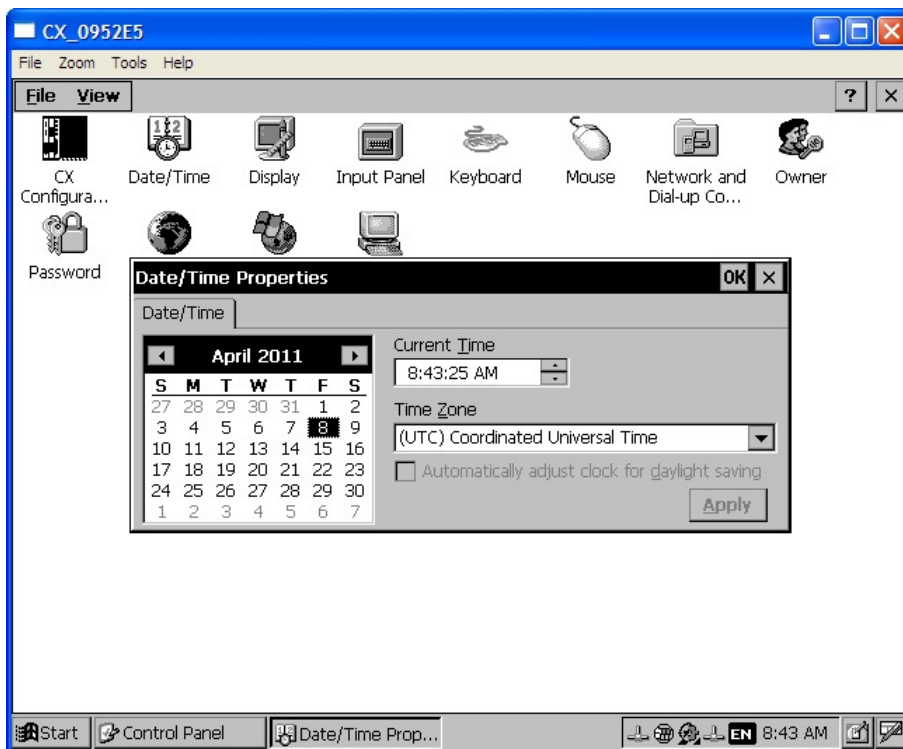 CX_0952E5
File Zoom Tools Help
File View ? ×
CX Configura...
Date/Time
Display
Input Panel
Keyboard
Mouse
Network and Dial-up Co...
Owner
Password
Date/Time Properties OK ×
Date/Time
April 2011
S M T W T F S
27 28 29 30 31 1 2
3 4 5 6 7 8 9
10 11 12 13 14 15 16
17 18 19 20 21 22 23
24 25 26 27 28 29 30
1 2 3 4 5 6 7
Current Time
8:43:25 AM
Time Zone
(UTC) Coordinated Universal Time
Automatically adjust clock for daylight saving
Apply
Start Control Panel Date/Time Prop... EN 8:43 AM